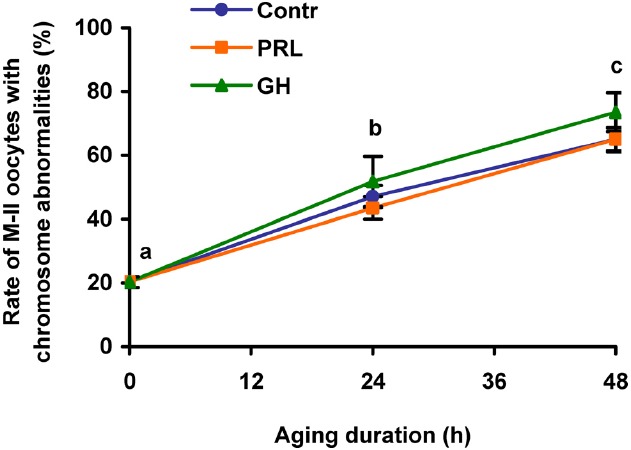 Contr
PRL
GH
Rate of M-II oocytes with
chromosome abnormalities (%)
100
80
60
40
20
0
a
b
c
0 12 24 36 48
Aging duration (h)